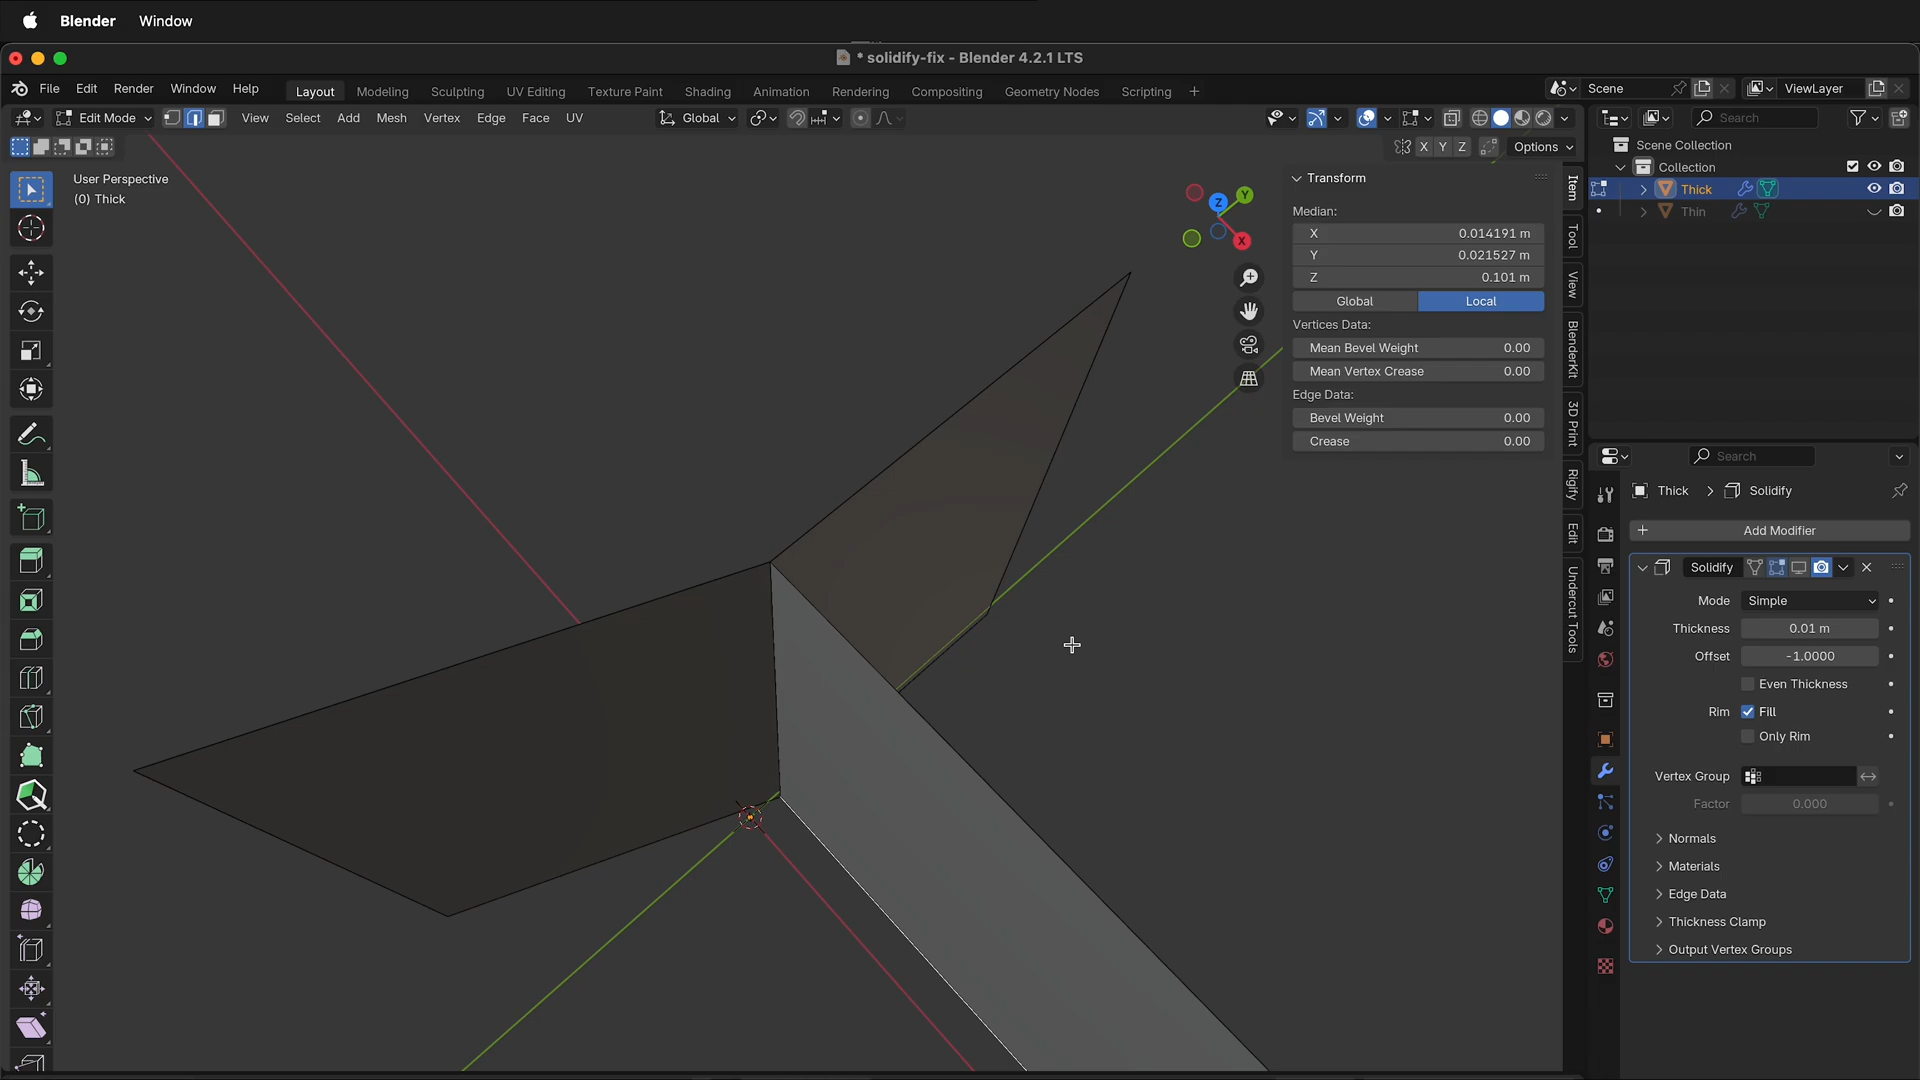 Blender Window
* solidify-fix - Blender 4.2.1 LTS
File Edit Render Window Help Layout Modeling Sculpting UV Editing Texture Paint Shading Animation Rendering Compositing Geometry Nodes Scripting + Scene ViewLayer
Edit Mode View Select Add Mesh Vertex Edge Face UV Global Search
X Y Z Options
Scene Collection
Collection
Thick
Thin
User Perspective
(0) Thick
Z Y X
Transform
Median:
X 0.014191 m
Y 0.021527 m
Z 0.101 m
Global Local
Vertices Data:
Mean Bevel Weight 0.00
Mean Vertex Crease 0.00
Edge Data:
Bevel Weight 0.00
Crease 0.00
Item
Tool
View
BlenderKit
3D Print
Rigify
Edit
Undercut Tools
Search
Thick Solidify
+ Add Modifier
Solidify
Mode Simple
Thickness 0.01 m
Offset -1.0000
Even Thickness
Rim Fill
Only Rim
Vertex Group
Factor 0.000
Normals
Materials
Edge Data
Thickness Clamp
Output Vertex Groups